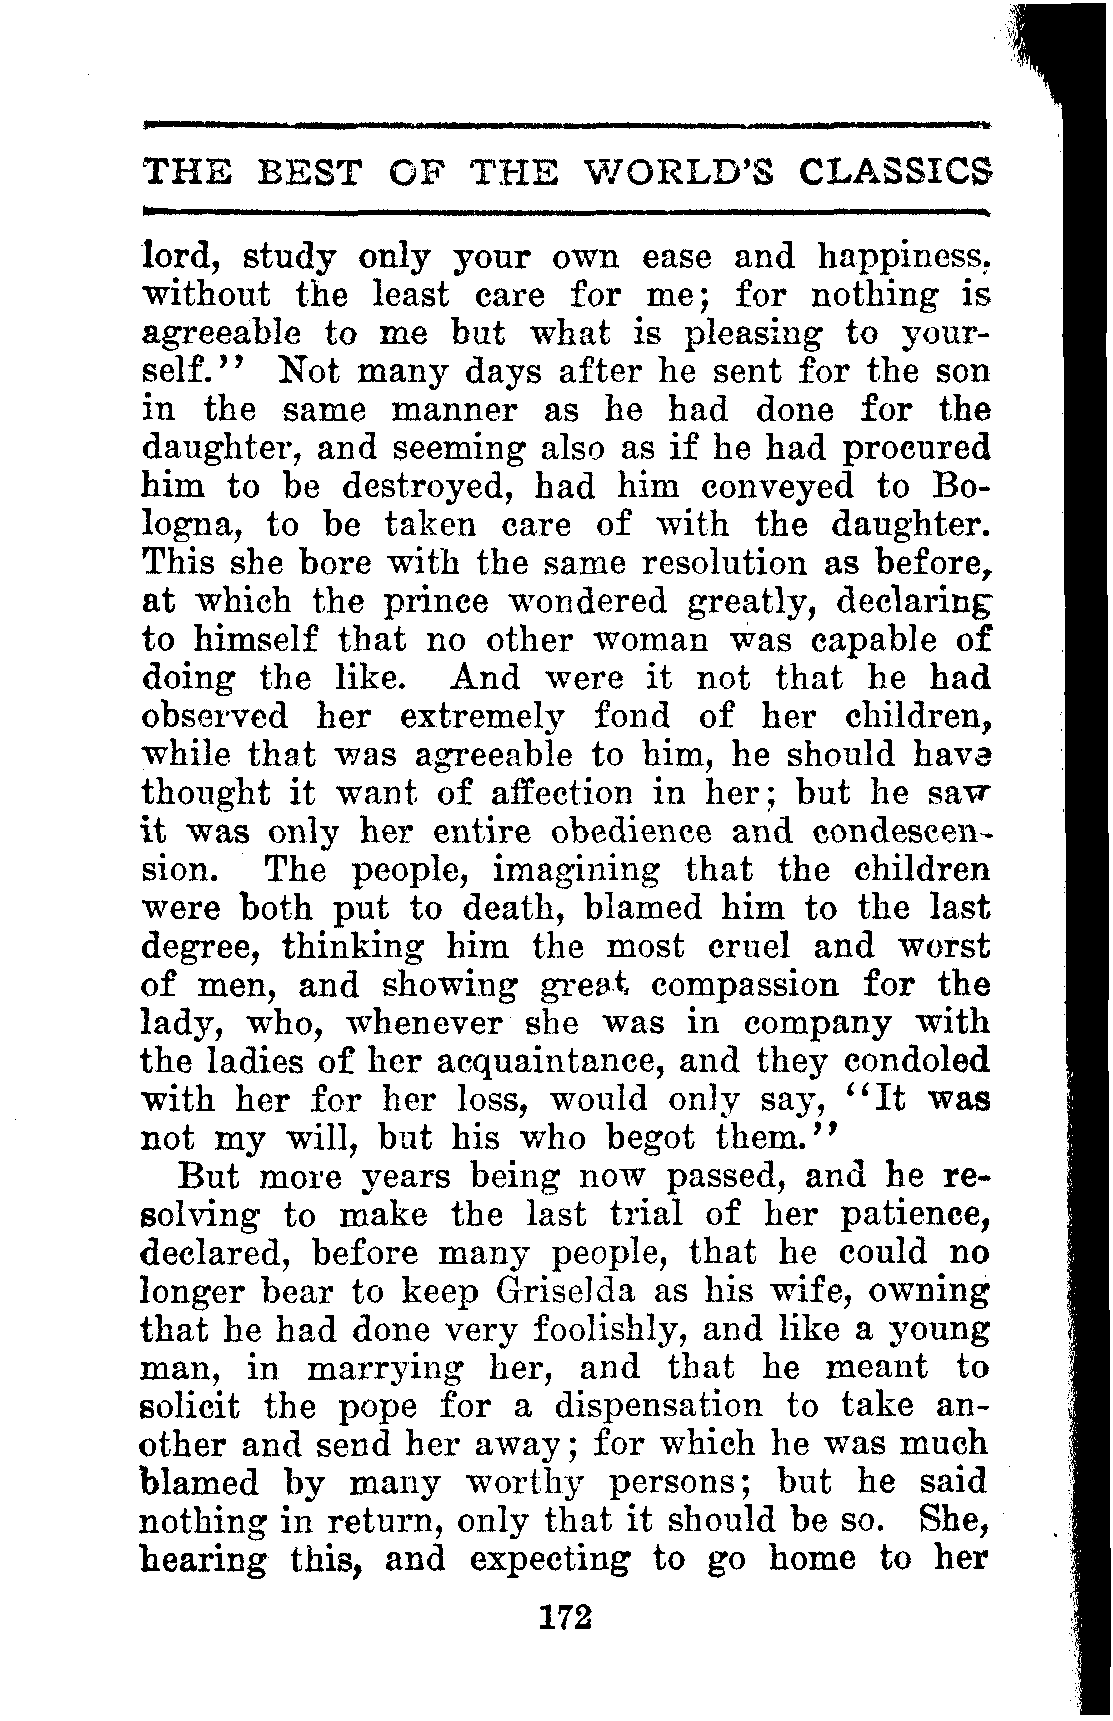 THE BEST OF THE WORLD'S CLASSICS
lord, study only your own ease and happiness,
without the least care for me; for nothing is
agreeable to me but what is pleasing to your-
self.'' Not many days after he sent for the son
in the same manner as he had done for the
daughter, and seeming also as if he had procured
him to be destroyed, had him conveyed to Bo-
logna, to be taken care of with the daughter.
This she bore with the same resolution as before,
at which the prince wondered greatly, declaring
to himself that no other woman was capable of
doing the like. And were it not that he had
observed her extremely fond of her children,
while that was agreeable to him, he should have
thought it want of affection in her; but he saw
it was only her entire obedience and condescen-
sion. The people, imagining that the children
were both put to death, blamed him to the last
degree, thinking him the most cruel and worst
of men, and showing great compassion for the
lady, who, whenever she was in company with
the ladies of her acquaintance, and they condoled
with her for her loss, would only say, ''It was
not my will, but his who begot them.''
But more years being now passed, and he re-
solving to make the last trial of her patience,
declared, before many people, that he could no
longer bear to keep Griselda as his wife, owning
that he had done very foolishly, and like a young
man, in marrying her, and that he meant to
solicit the pope for a dispensation to take an-
other and send her away; for which he was much
blamed by many worthy persons; but he said
nothing in return, only that it should be so. She,
hearing this, and expecting to go home to her
172